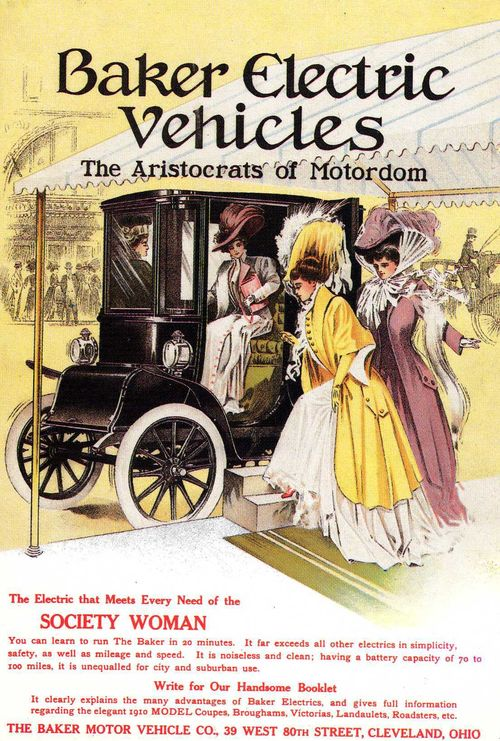 Baker Electric
Vehicles
The Aristocrats of Motordom
The Electric that Meets Every Need of the
SOCIETY WOMAN
You can learn to run The Baker in 20 minutes. It far exceeds all other electrics in simplicity,
safety, as well as mileage and speed. It is noiseless and clean; having a battery capacity of 70 to
100 miles, it is unequalled for city and suburban use.
Write for Our Handsome Booklet
It clearly explains the many advantages of Baker Electrics, and gives full information
regarding the elegant 1910 MODEL Coupes, Broughams, Victorias, Landaulets, Roadsters, etc.
THE BAKER MOTOR VEHICLE CO., 39 WEST 80TH STREET, CLEVELAND, OHIO